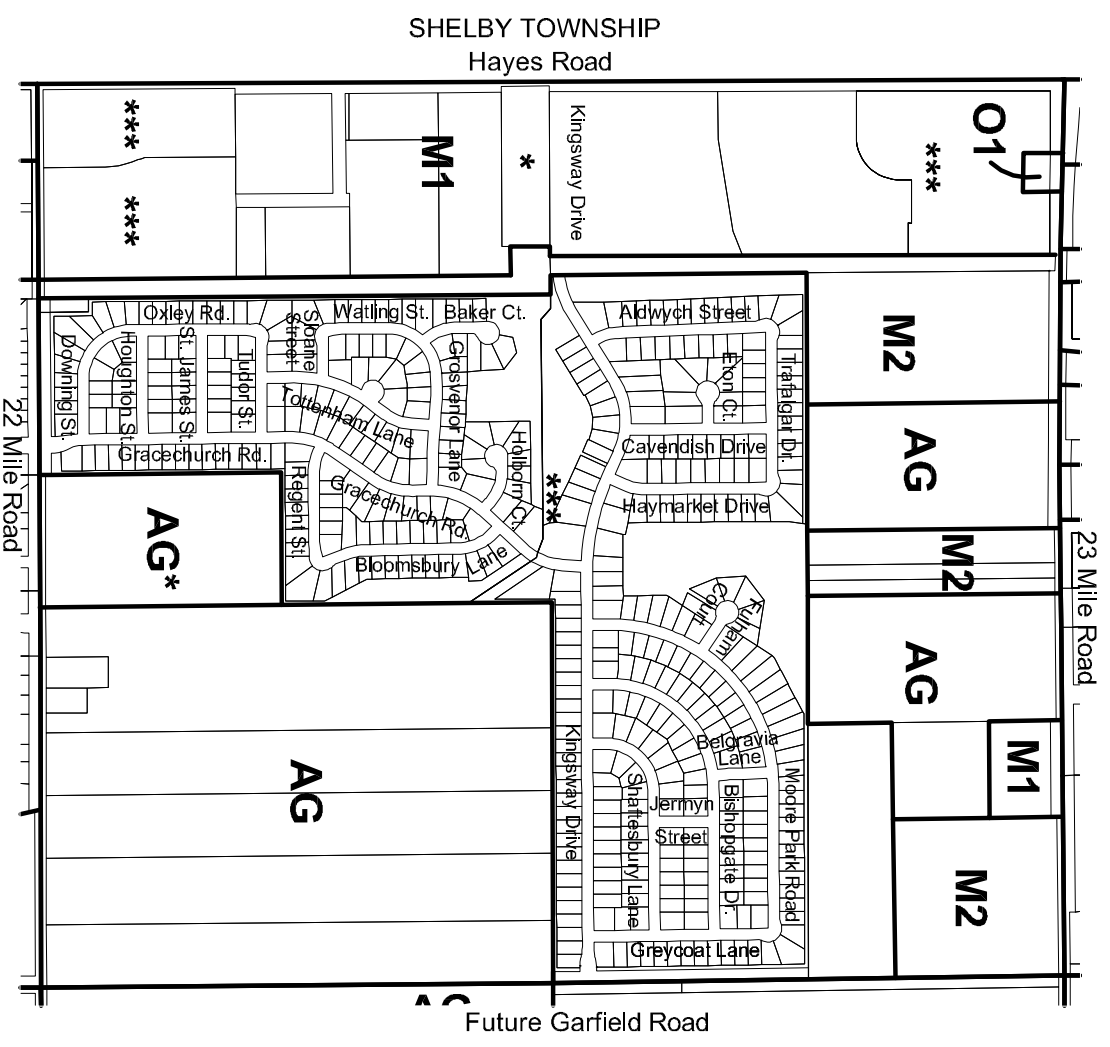 SHELBY TOWNSHIP
Hayes Road
***
***
M1
*
Kingsway Drive
***
O1
Oxley Rd.
Watling St.
Baker Ct.
Aldwych Street
Sloane
Street
Downing St.
Houghton St.
St. James St.
Tudor St.
Grosvenor Lane
Eton Ct.
Trafalgar Dr.
M2
22 Mile Road
Tottenham Lane
Gracechurch Rd.
Holborn Ct.
Cavendish Drive
AG
Regent St.
Gracechurch Rd.
***
Haymarket Drive
AG*
Bloomsbury Lane
M2
23 Mile Road
Fulham
Court
AG
AG
Kingsway Drive
Belgravia
Lane
Shaftesbury Lane
Jermyn
Street
Bishopgate Dr.
Moore Park Road
M1
M2
Greycoat Lane
AG
Future Garfield Road